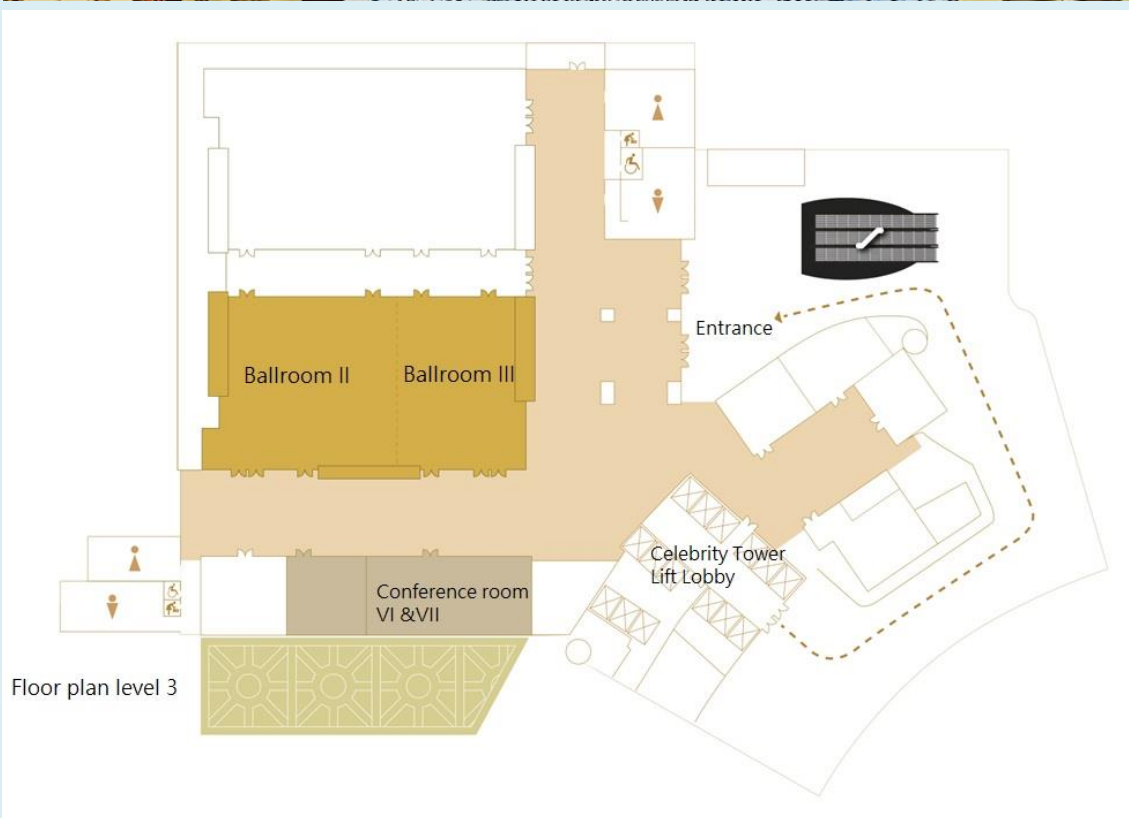 Entrance
Ballroom II
Ballroom III
Celebrity Tower
Lift Lobby
Conference room
VI &VII
Floor plan level 3